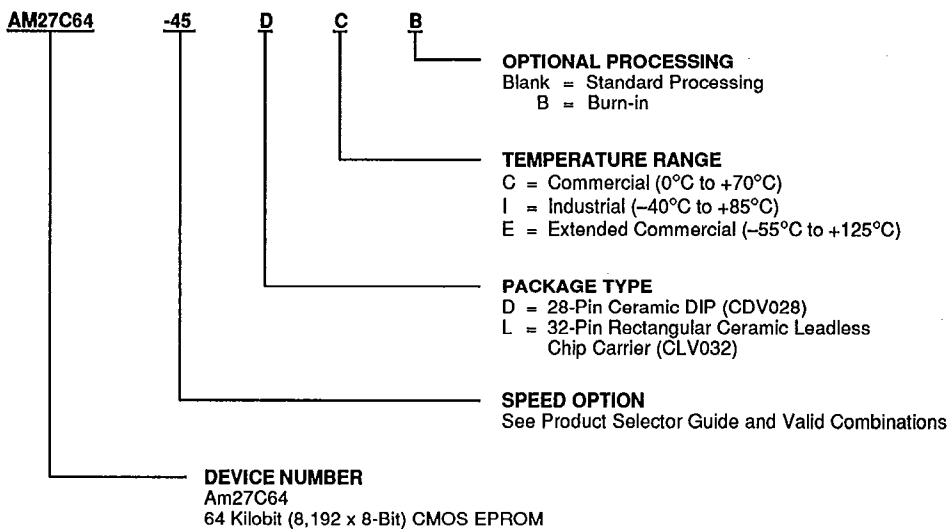 AM27C64 -45 D C B
OPTIONAL PROCESSING
Blank = Standard Processing
B = Burn-in
TEMPERATURE RANGE
C = Commercial (0°C to +70°C)
I = Industrial (–40°C to +85°C)
E = Extended Commercial (–55°C to +125°C)
PACKAGE TYPE
D = 28-Pin Ceramic DIP (CDV028)
L = 32-Pin Rectangular Ceramic Leadless
Chip Carrier (CLV032)
SPEED OPTION
See Product Selector Guide and Valid Combinations
DEVICE NUMBER
Am27C64
64 Kilobit (8,192 x 8-Bit) CMOS EPROM